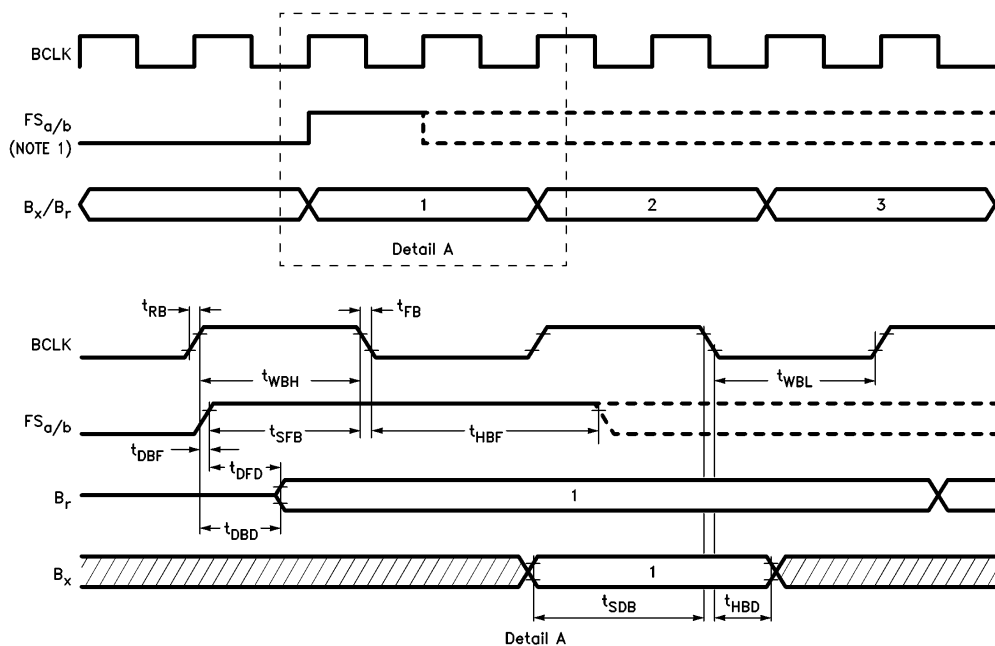 BCLK
FSa/b
(NOTE 1)
Bx/Br
1
2
3
Detail A
tRB
tFB
BCLK
tWBH
tWBL
FSa/b
tSFB
tHBF
tDBF
tDFD
Br
1
tDBD
Bx
1
tSDB
tHBD
Detail A